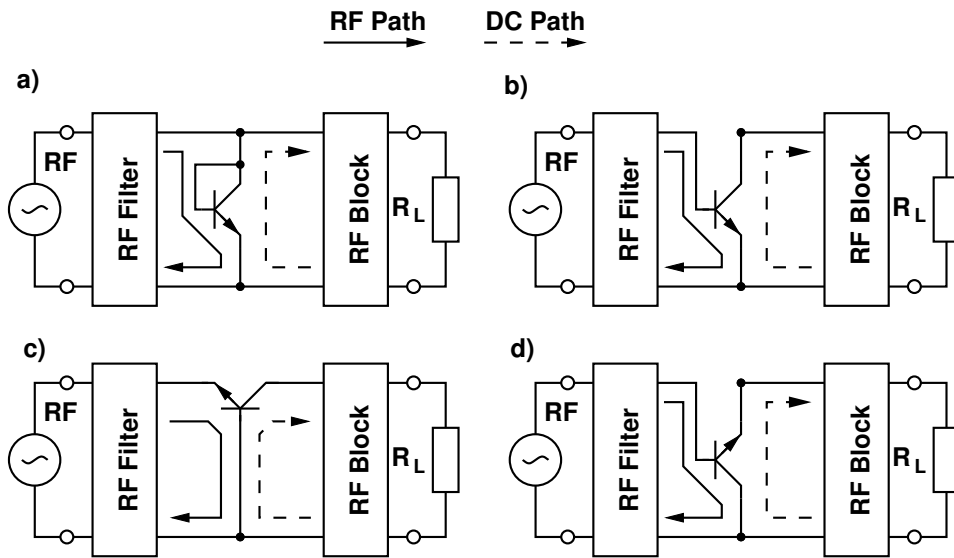 RF Path DC Path
a)
RF
RF Filter
RF Block
R L
b)
RF
RF Filter
RF Block
R L
c)
RF
RF Filter
RF Block
R L
d)
RF
RF Filter
RF Block
R L